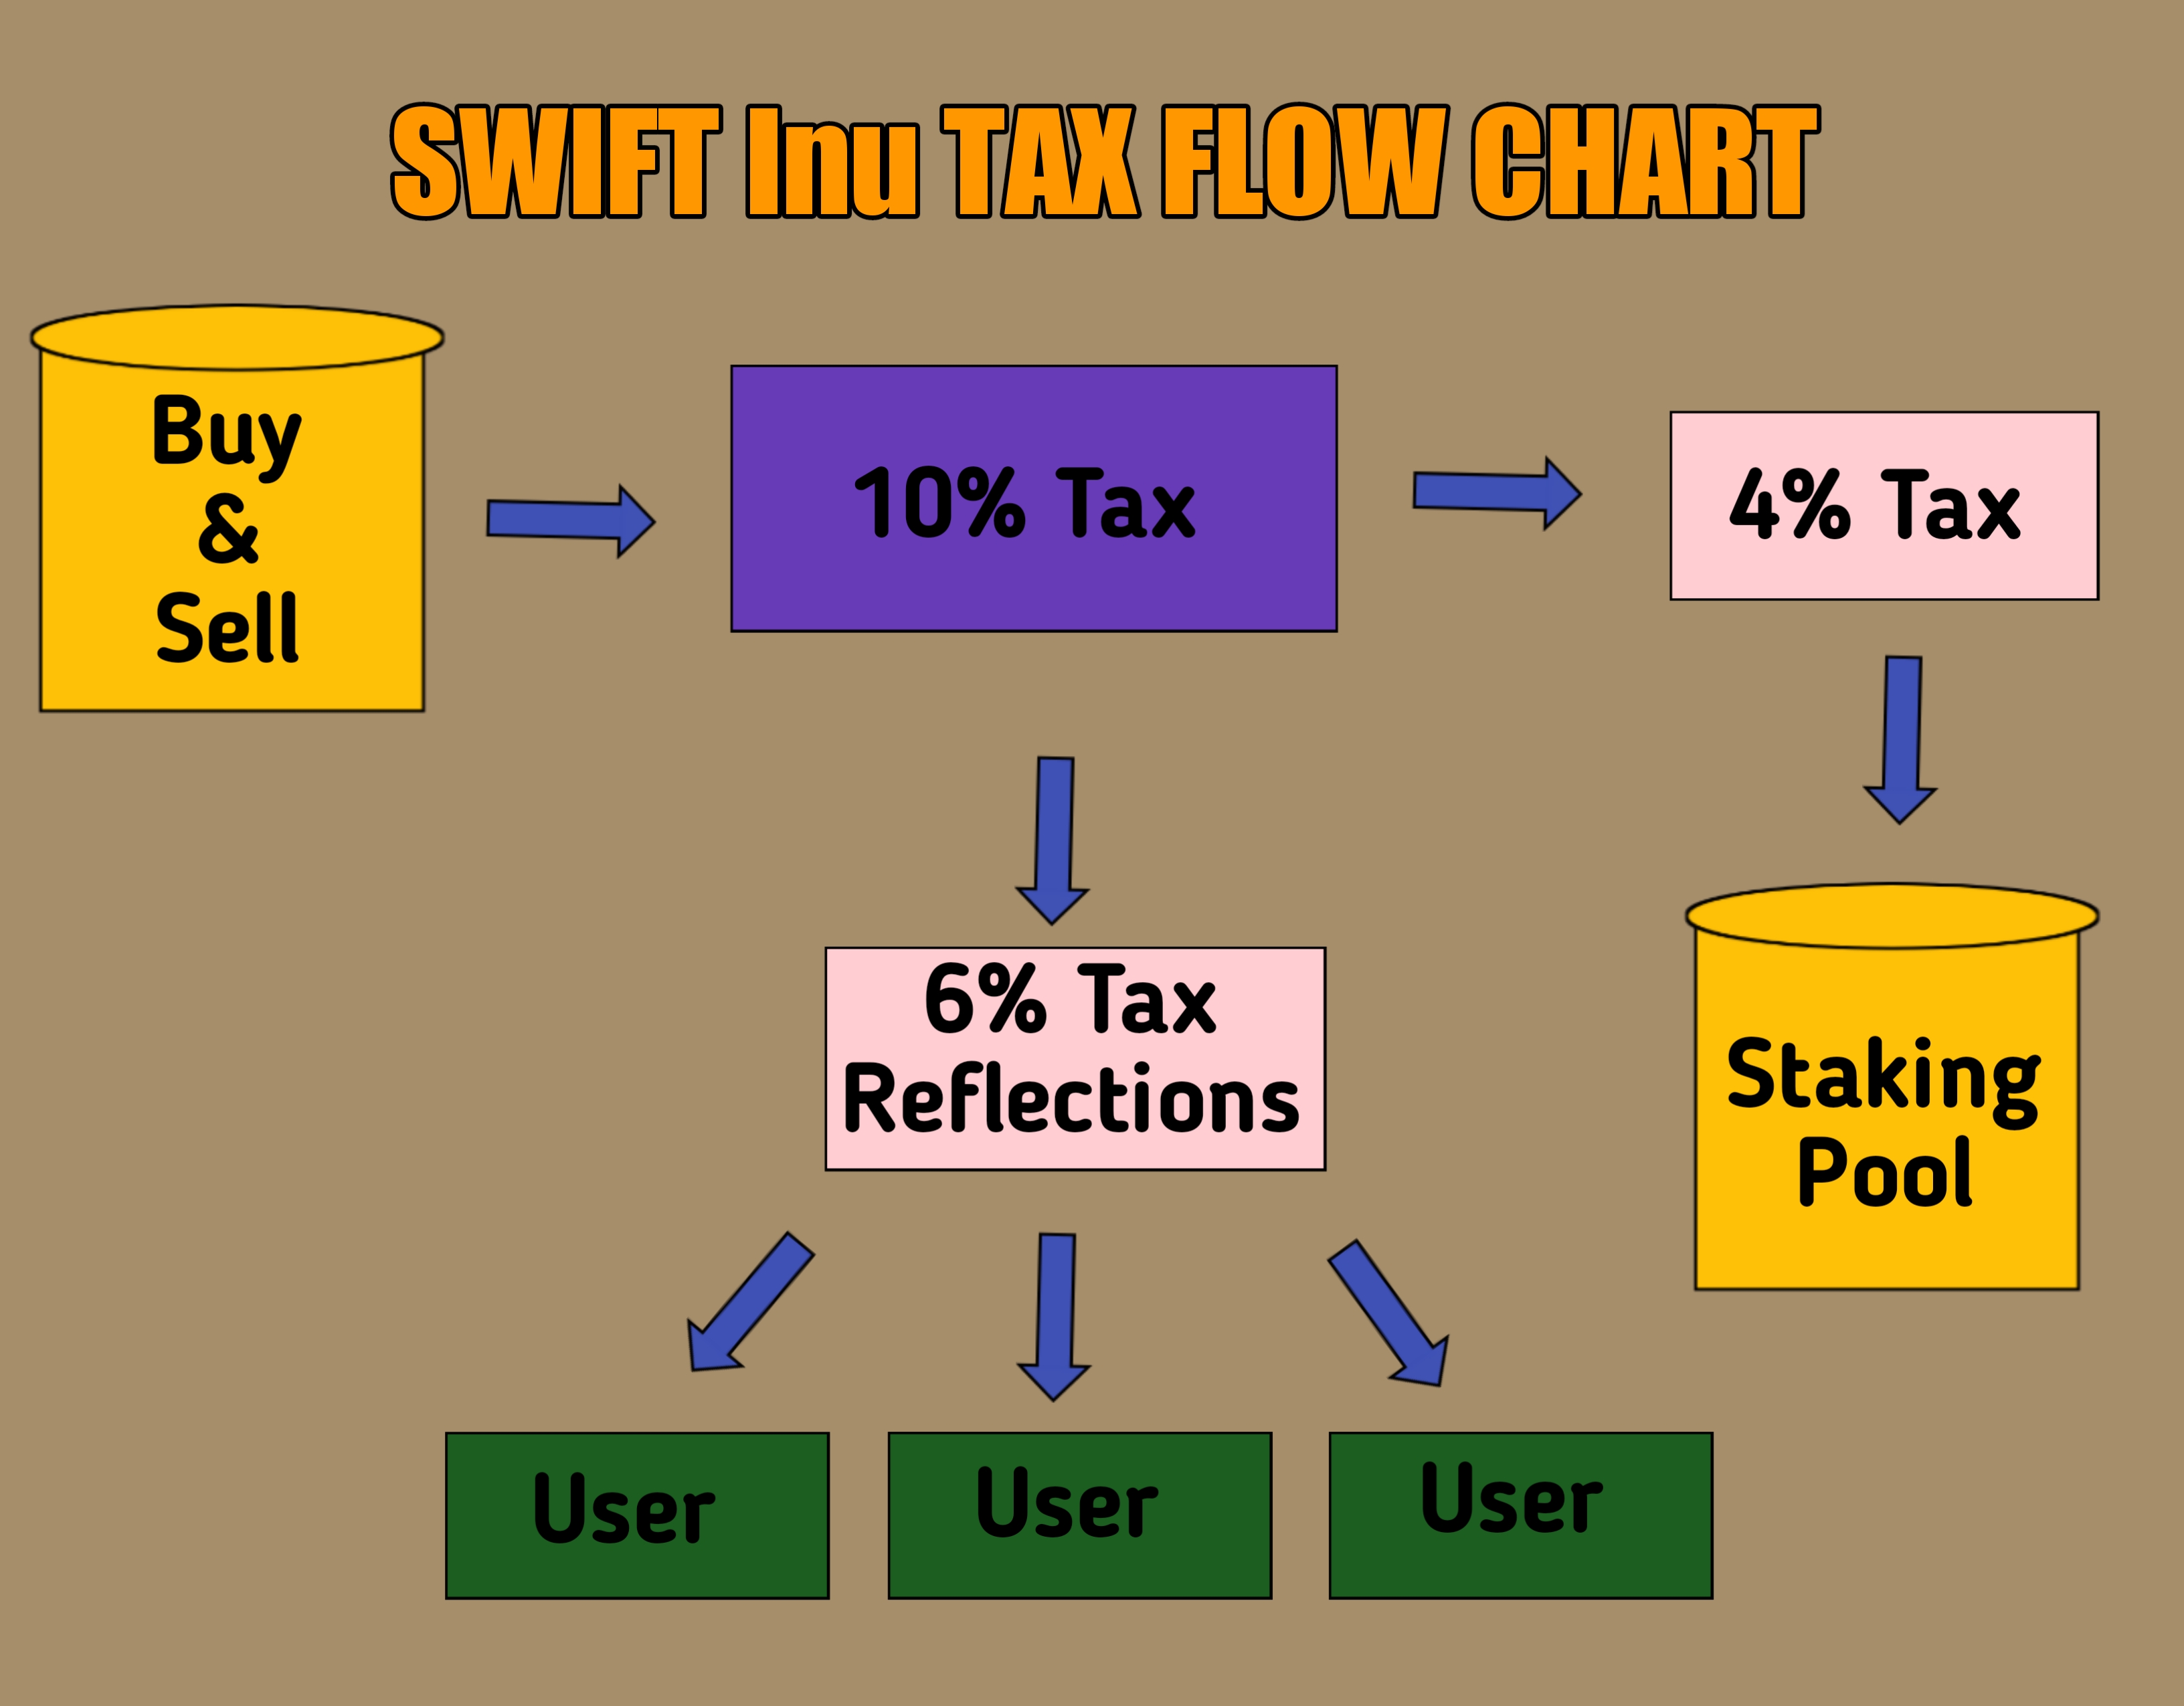 SWIFT Inu TAX FLOW CHART
Buy
&
Sell
10% Tax
4% Tax
6% Tax
Reflections
Staking
Pool
User
User
User